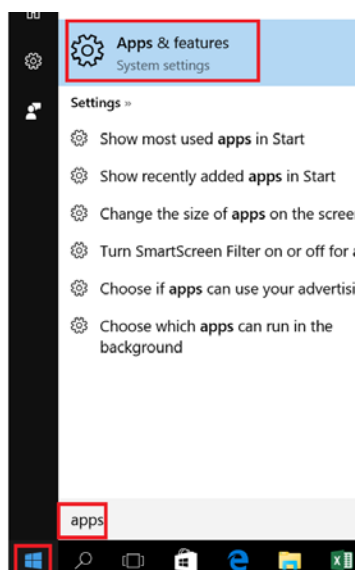 Apps & features
System settings
Settings »
Show most used apps in Start
Show recently added apps in Start
Change the size of apps on the screen
Turn SmartScreen Filter on or off for a
Choose if apps can use your advertisi
Choose which apps can run in the
background
apps